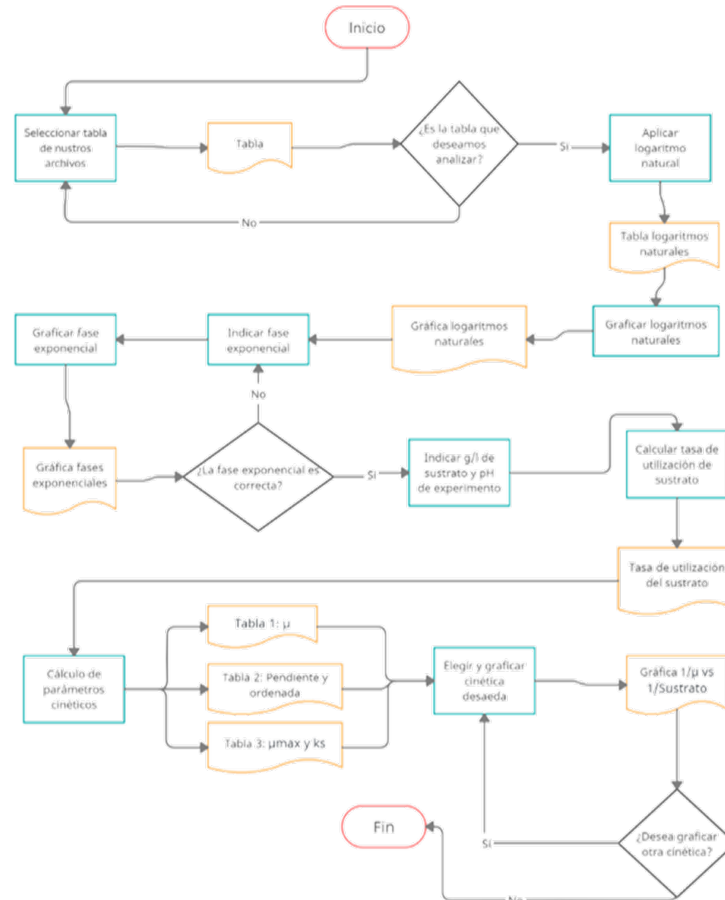 Inicio
Seleccionar tabla
de nustros
archivos
Tabla
¿Es la tabla que
deseamos
analizar?
Si
Aplicar
logaritmo
natural
No
Tabla logaritmos
naturales
Graficar fase
exponencial
Indicar fase
exponencial
Gráfica logaritmos
naturales
Graficar logaritmos
naturales
No
Gráfica fases
exponenciales
¿La fase exponencial es
correcta?
Si
Indicar g/l de
sustrato y pH
de experimento
Calcular tasa de
utilización de
sustrato
Tasa de utilización
del sustrato
Cálculo de
parámetros
cinéticos
Tabla 1: μ
Tabla 2: Pendiente y
ordenada
Tabla 3: μmax y ks
Elegir y graficar
cinética
desaeda
Gráfica 1/μ vs
1/Sustrato
¿Desea graficar
otra cinética?
Sí
Fin
No